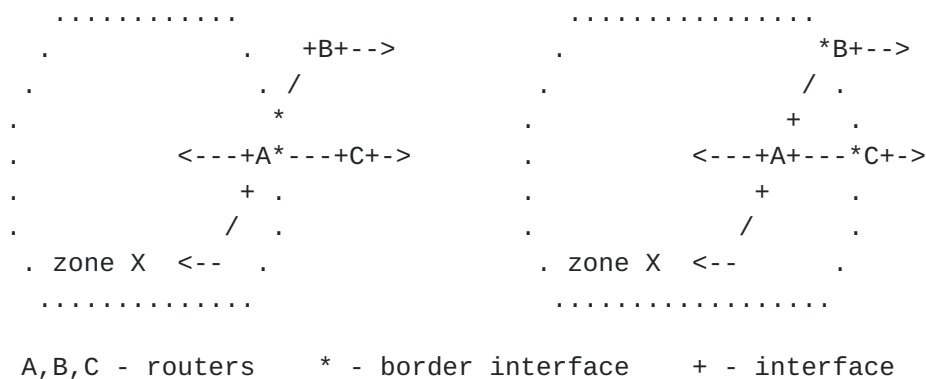 ............                      ................
.             .   +B+-->          .                 *B+-->
.               . /                .                 / .
.                 *                .                 +   .
.           <---+A*---+C+->        .           <---+A+---*C+->
.               + .                .               +      .
.              /  .                .              /       .
. zone X  <--  .                   . zone X  <--       .
..............                     ..................
A,B,C - routers    * - border interface    + - interface